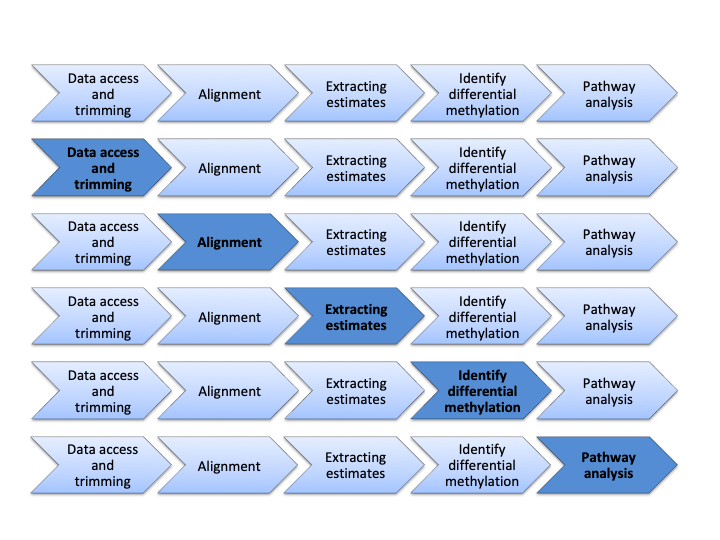 Data access
and
trimming
Alignment
Extracting
estimates
Identify
differential
methylation
Pathway
analysis
Data access
and
trimming
Alignment
Extracting
estimates
Identify
differential
methylation
Pathway
analysis
Data access
and
trimming
Alignment
Extracting
estimates
Identify
differential
methylation
Pathway
analysis
Data access
and
trimming
Alignment
Extracting
estimates
Identify
differential
methylation
Pathway
analysis
Data access
and
trimming
Alignment
Extracting
estimates
Identify
differential
methylation
Pathway
analysis
Data access
and
trimming
Alignment
Extracting
estimates
Identify
differential
methylation
Pathway
analysis